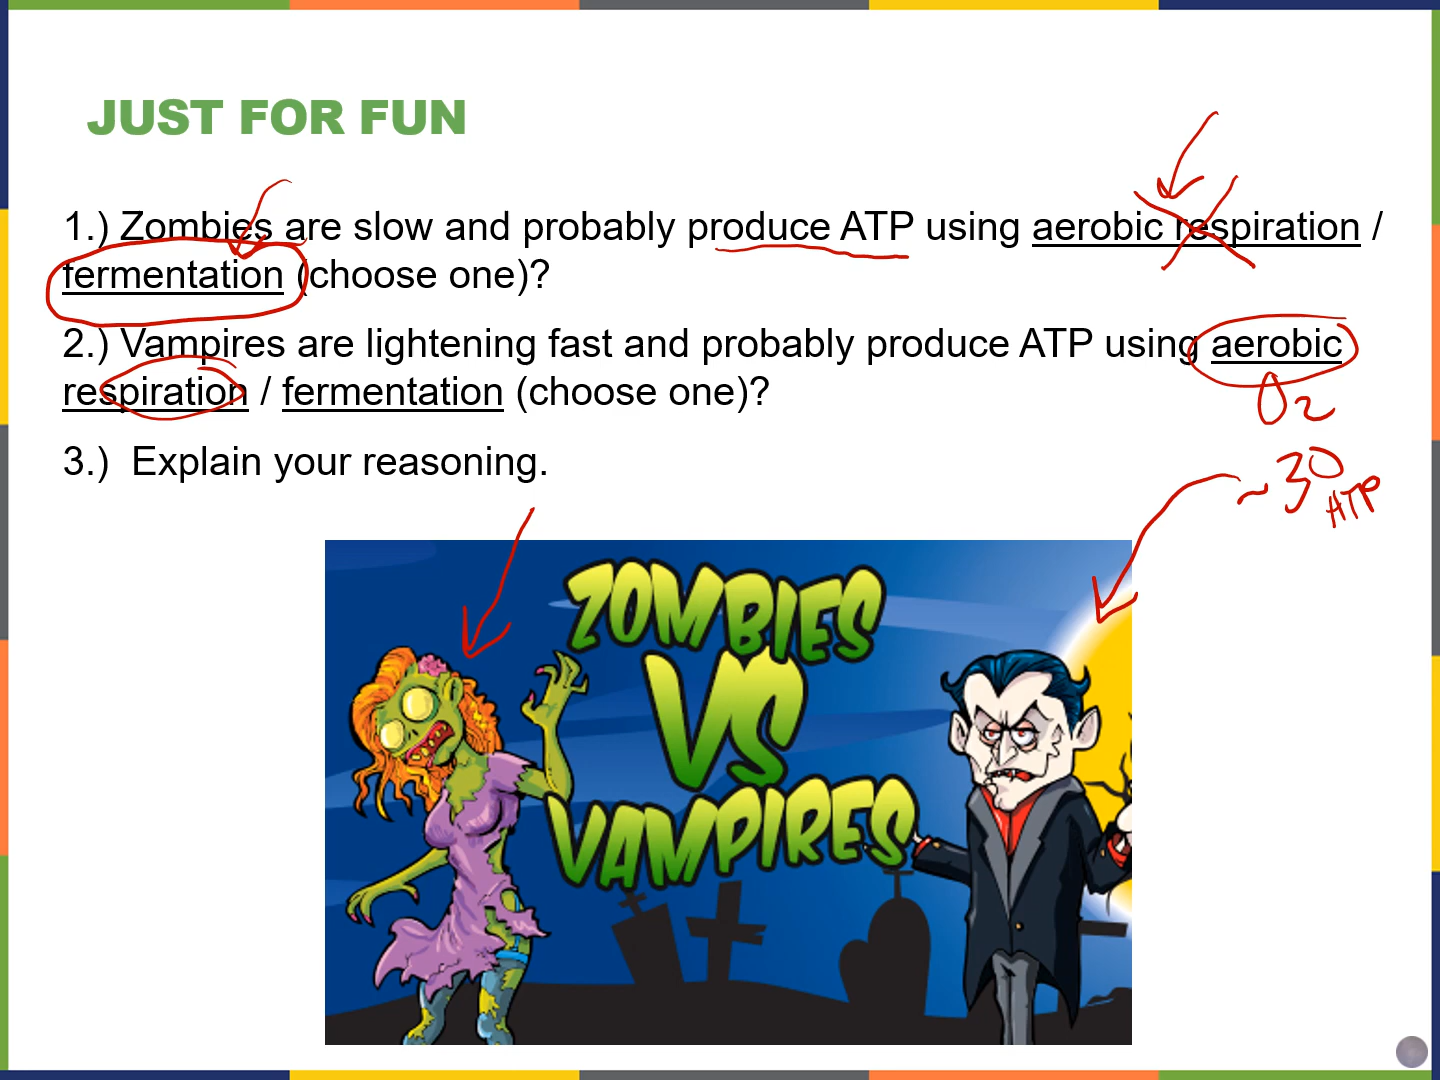 JUST FOR FUN
1.) Zombies are slow and probably produce ATP using aerobic respiration /
fermentation (choose one)?
2.) Vampires are lightening fast and probably produce ATP using aerobic
respiration / fermentation (choose one)?
O2
3.) Explain your reasoning.
~30
ATP
ZOMBIES
VS
VAMPIRES